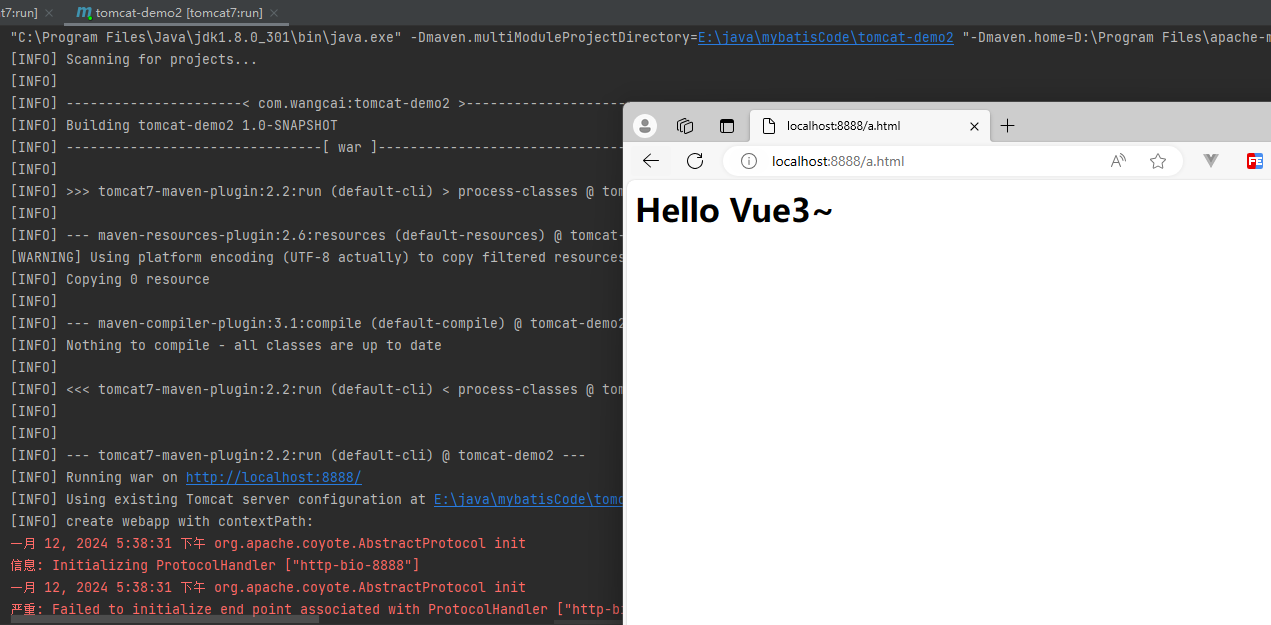 t7:run]
tomcat-demo2 [tomcat7:run]
"C:\Program Files\Java\jdk1.8.0_301\bin\java.exe" -Dmaven.multiModuleProjectDirectory=E:\java\mybatisCode\tomcat-demo2 "-Dmaven.home=D:\Program Files\apache-m
[INFO] Scanning for projects...
[INFO]
[INFO] ----------------------< com.wangcai:tomcat-demo2 >--------------------
[INFO] Building tomcat-demo2 1.0-SNAPSHOT
[INFO] --------------------------------[ war ]-------------------------------
[INFO]
[INFO] >>> tomcat7-maven-plugin:2.2:run (default-cli) > process-classes @ tom
[INFO]
[INFO] --- maven-resources-plugin:2.6:resources (default-resources) @ tomcat-
[WARNING] Using platform encoding (UTF-8 actually) to copy filtered resources
[INFO] Copying 0 resource
[INFO]
[INFO] --- maven-compiler-plugin:3.1:compile (default-compile) @ tomcat-demo2
[INFO] Nothing to compile - all classes are up to date
[INFO]
[INFO] <<< tomcat7-maven-plugin:2.2:run (default-cli) < process-classes @ tom
[INFO]
[INFO]
[INFO] --- tomcat7-maven-plugin:2.2:run (default-cli) @ tomcat-demo2 ---
[INFO] Running war on http://localhost:8888/
[INFO] Using existing Tomcat server configuration at E:\java\mybatisCode\tomc
[INFO] create webapp with contextPath:
一月 12, 2024 5:38:31 下午 org.apache.coyote.AbstractProtocol init
信息: Initializing ProtocolHandler ["http-bio-8888"]
一月 12, 2024 5:38:31 下午 org.apache.coyote.AbstractProtocol init
严重: Failed to initialize end point associated with ProtocolHandler ["http-bi
localhost:8888/a.html
localhost:8888/a.html
FE
Hello Vue3~